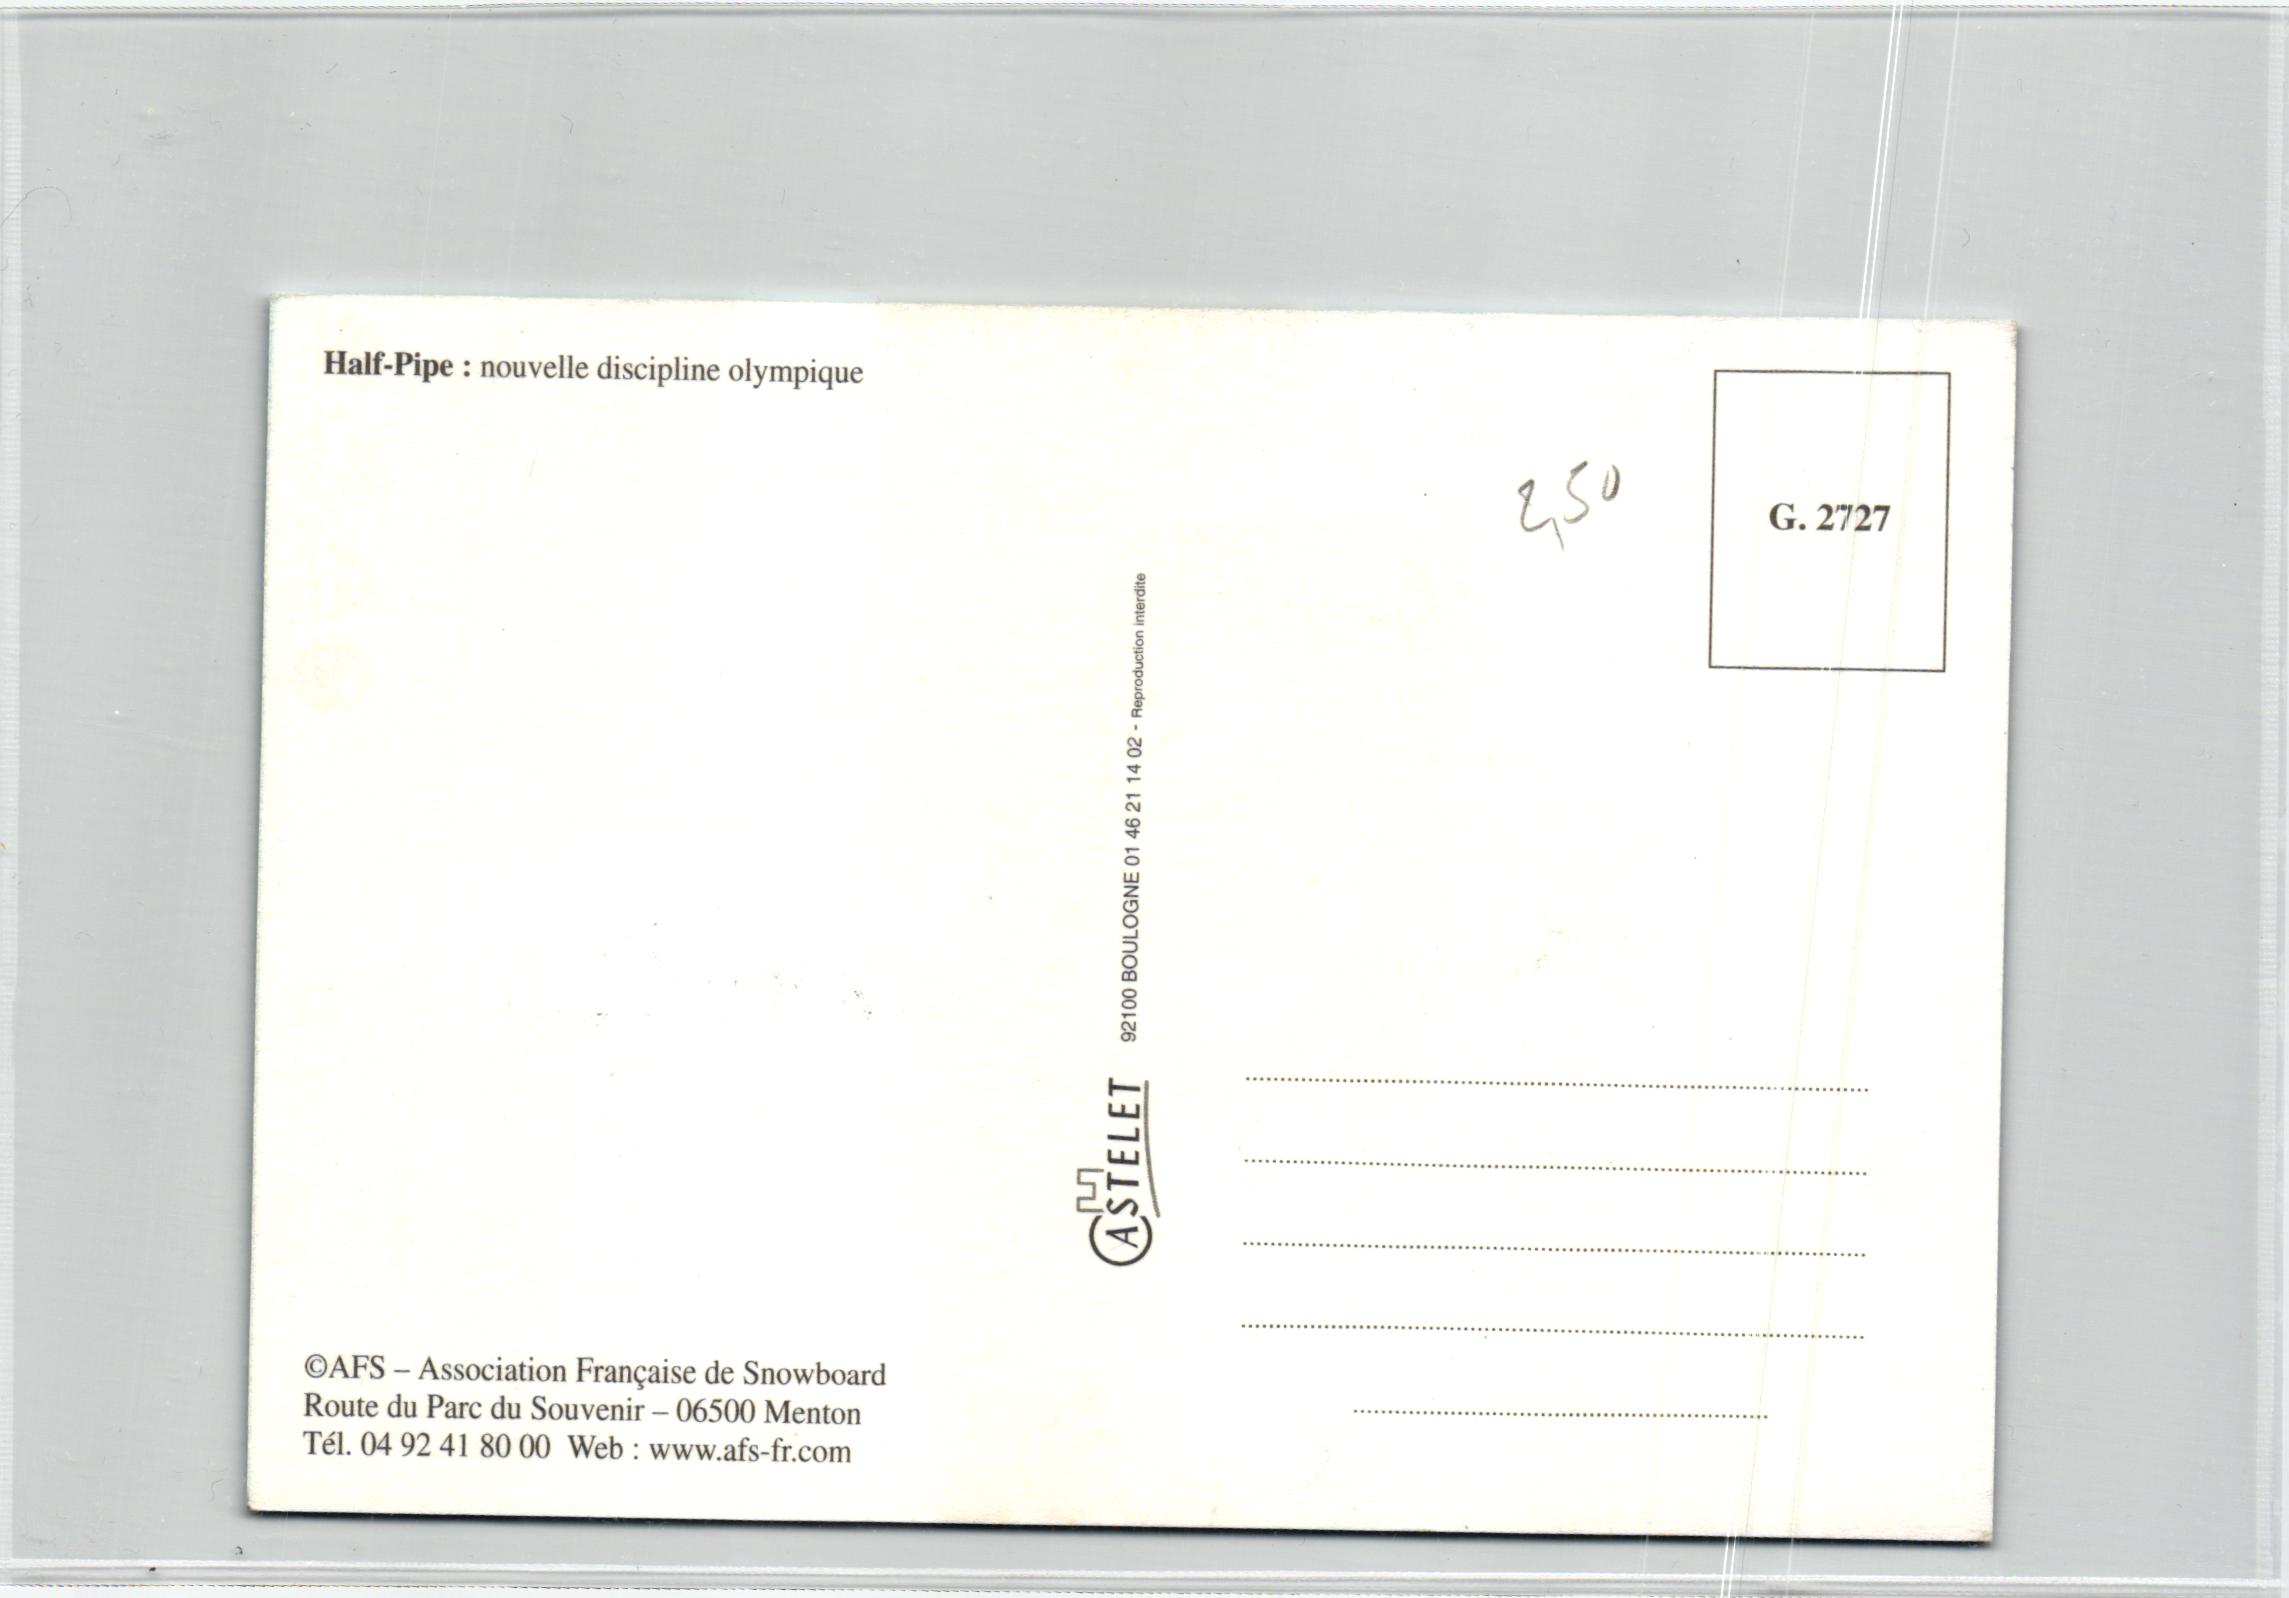 Half-Pipe : nouvelle discipline olympique
2,50
G. 2727
92100 BOULOGNE 01 46 21 14 02 - Reproduction interdite
CASTELET
©AFS – Association Française de Snowboard
Route du Parc du Souvenir – 06500 Menton
Tél. 04 92 41 80 00 Web : www.afs-fr.com